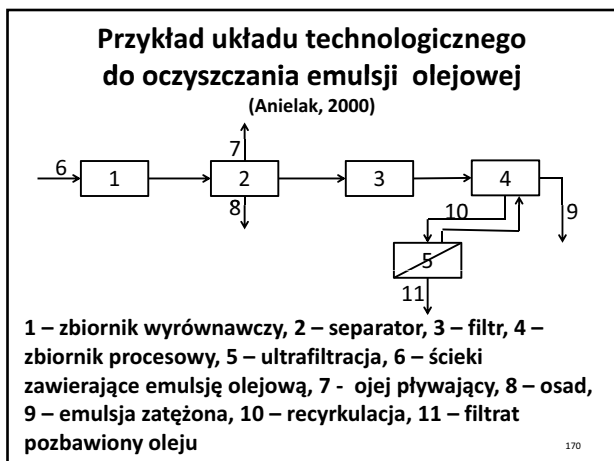 Przykład układu technologicznego
do oczyszczania emulsji olejowej
(Anielak, 2000)
7
6
1
2
3
4
8
10
9
5
11
1 – zbiornik wyrównawczy, 2 – separator, 3 – filtr, 4 –
zbiornik procesowy, 5 – ultrafiltracja, 6 – ścieki
zawierające emulsję olejową, 7 - ojej pływający, 8 – osad,
9 – emulsja zatężona, 10 – recyrkulacja, 11 – filtrat
pozbawiony oleju
170